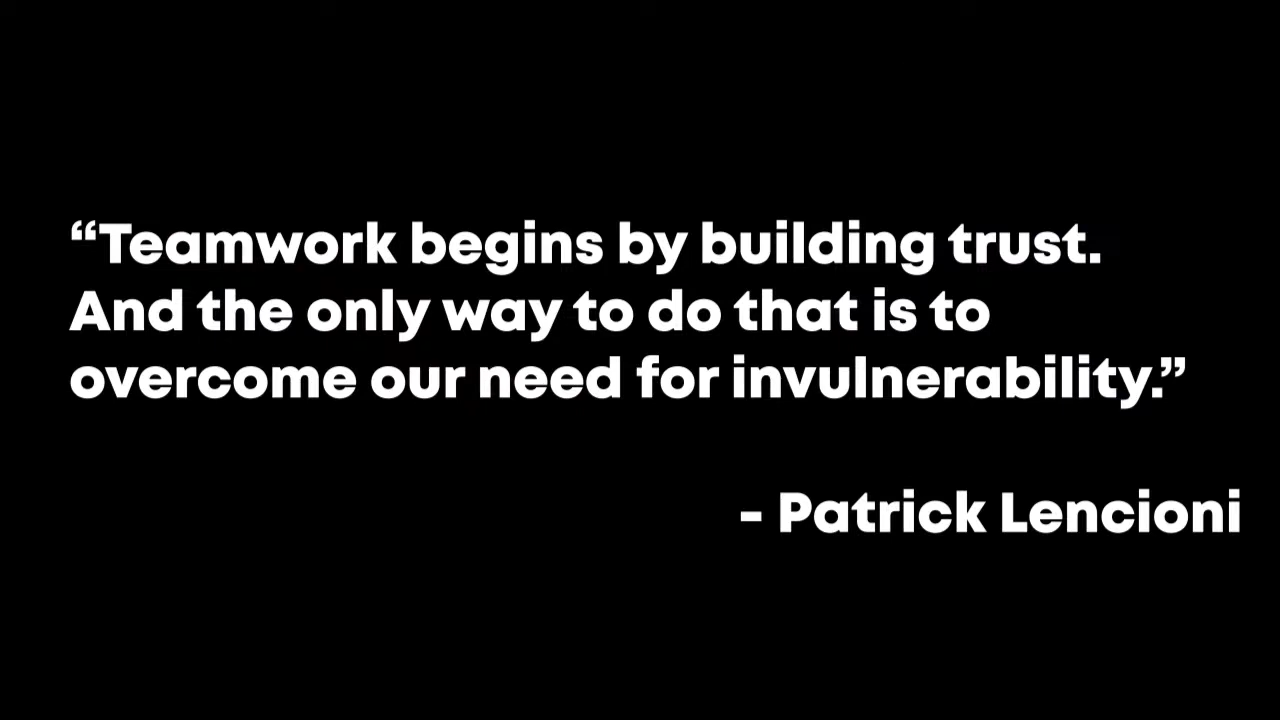 “Teamwork begins by building trust.
And the only way to do that is to
overcome our need for invulnerability.”
- Patrick Lencioni